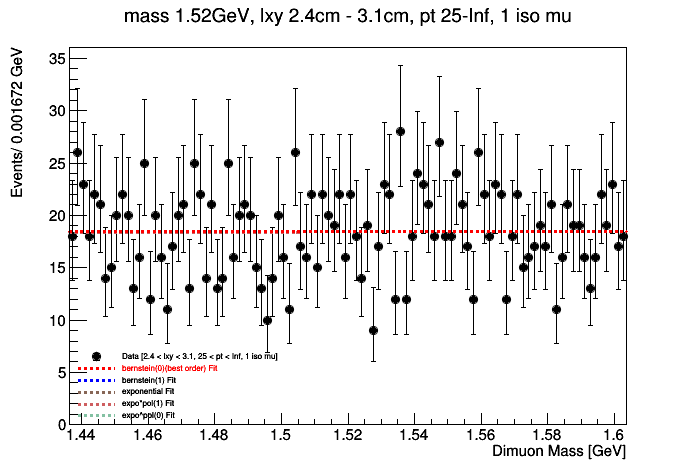 mass 1.52GeV, lxy 2.4cm - 3.1cm, pt 25-Inf, 1 iso mu
Events/ 0.001672 GeV
35
30
25
20
15
10
5
0
Data [2.4 < lxy < 3.1, 25 < pt < Inf, 1 iso mu]
bernstein(0)(best order) Fit
bernstein(1) Fit
exponential Fit
expo*pol(1) Fit
expo^ppl(0) Fit
1.44 1.46 1.48 1.5 1.52 1.54 1.56 1.58 1.6
Dimuon Mass [GeV]